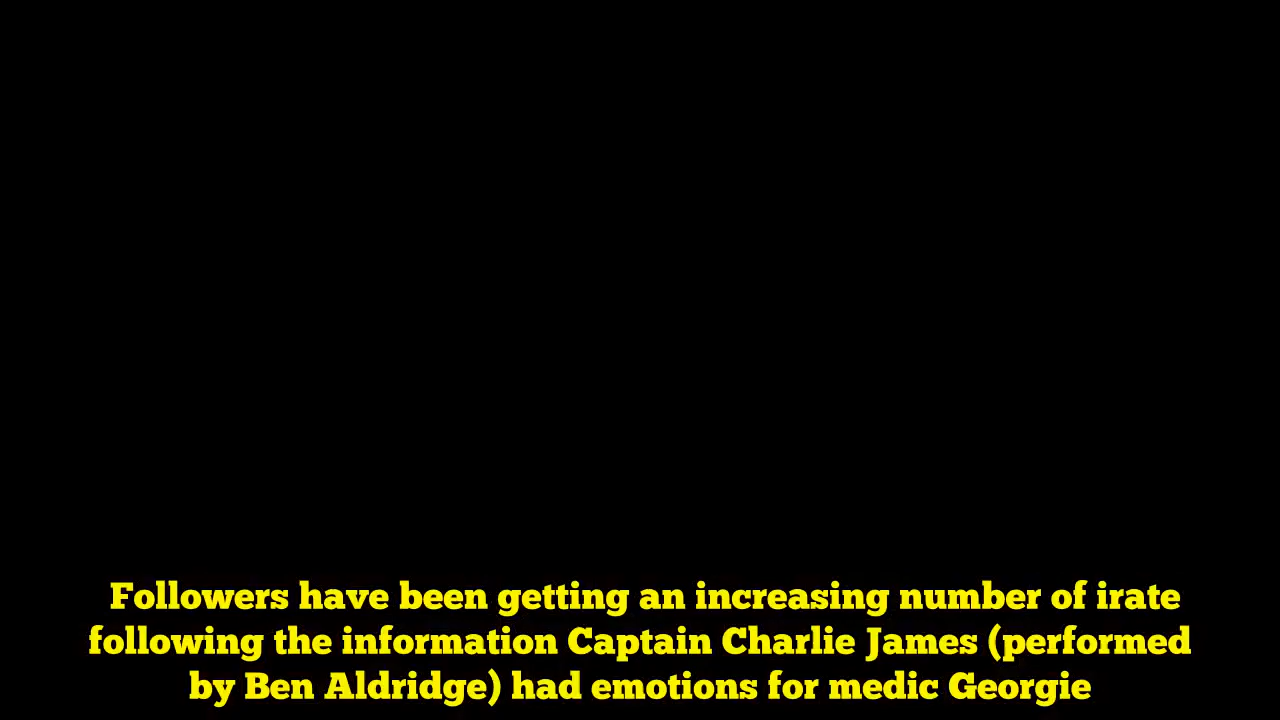 Followers have been getting an increasing number of irate
following the information Captain Charlie James (performed
by Ben Aldridge) had emotions for medic Georgie